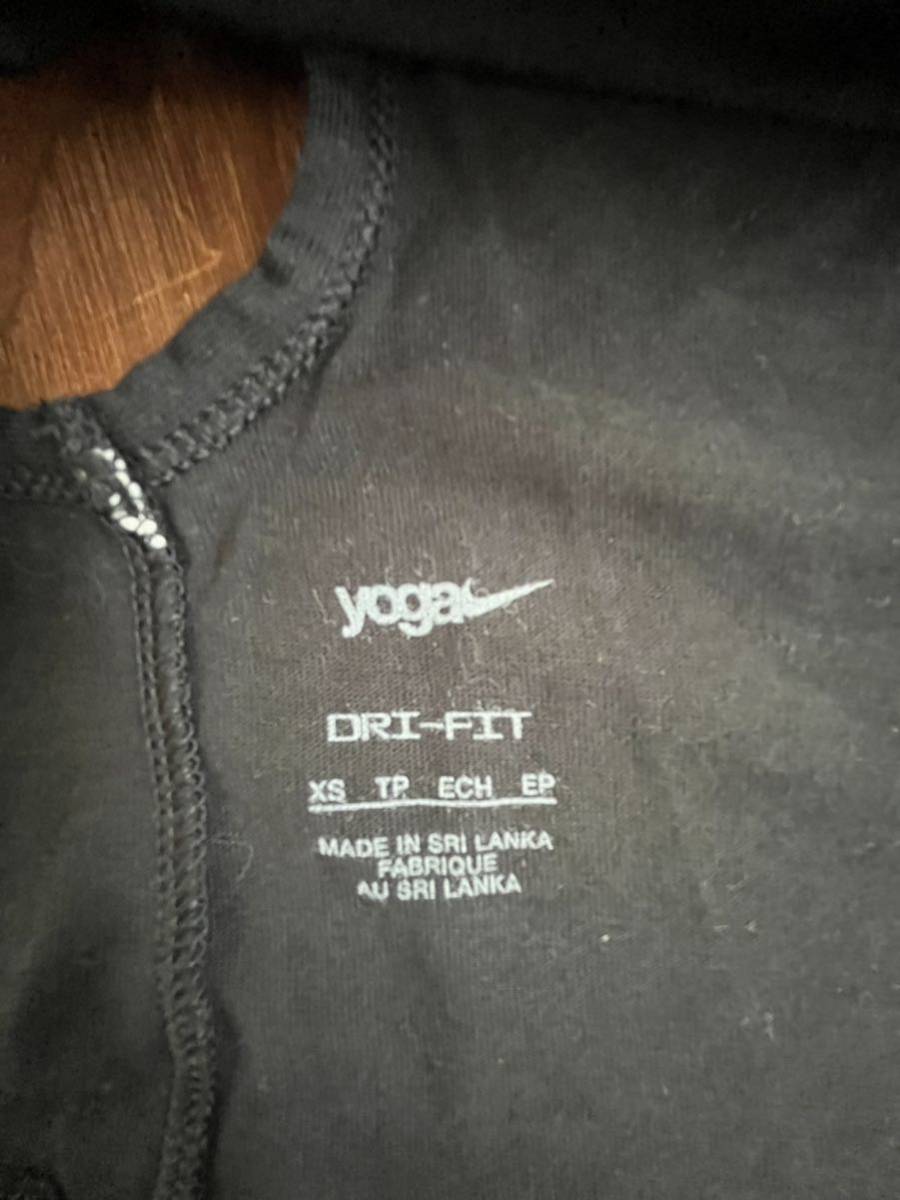 yoga
DRI-FIT
XS TP ECH EP
MADE IN SRI LANKA
FABRIQUE
AU SRI LANKA